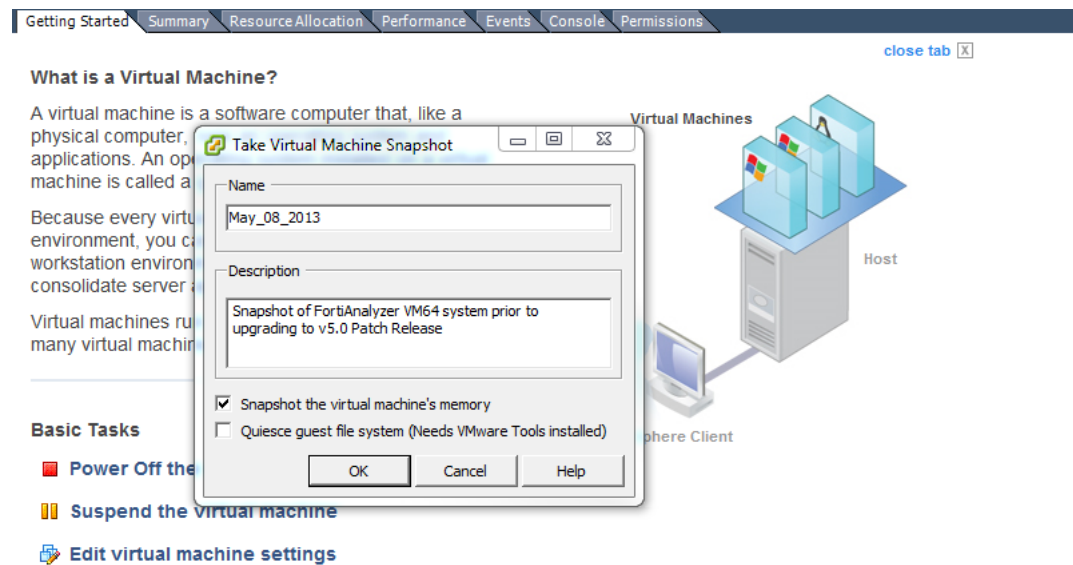 Getting Started Summary Resource Allocation Performance Events Console Permissions
close tab X
What is a Virtual Machine?
A virtual machine is a software computer that, like a
physical computer,
applications. An ope
machine is called a
Because every virtu
environment, you ca
workstation environ
consolidate server a
Virtual machines ru
many virtual machin
Virtual Machines
Host
phere Client
Take Virtual Machine Snapshot
Name
May_08_2013
Description
Snapshot of FortiAnalyzer VM64 system prior to
upgrading to v5.0 Patch Release
Snapshot the virtual machine's memory
Quiesce guest file system (Needs VMware Tools installed)
OK Cancel Help
Basic Tasks
Power Off the
Suspend the virtual machine
Edit virtual machine settings